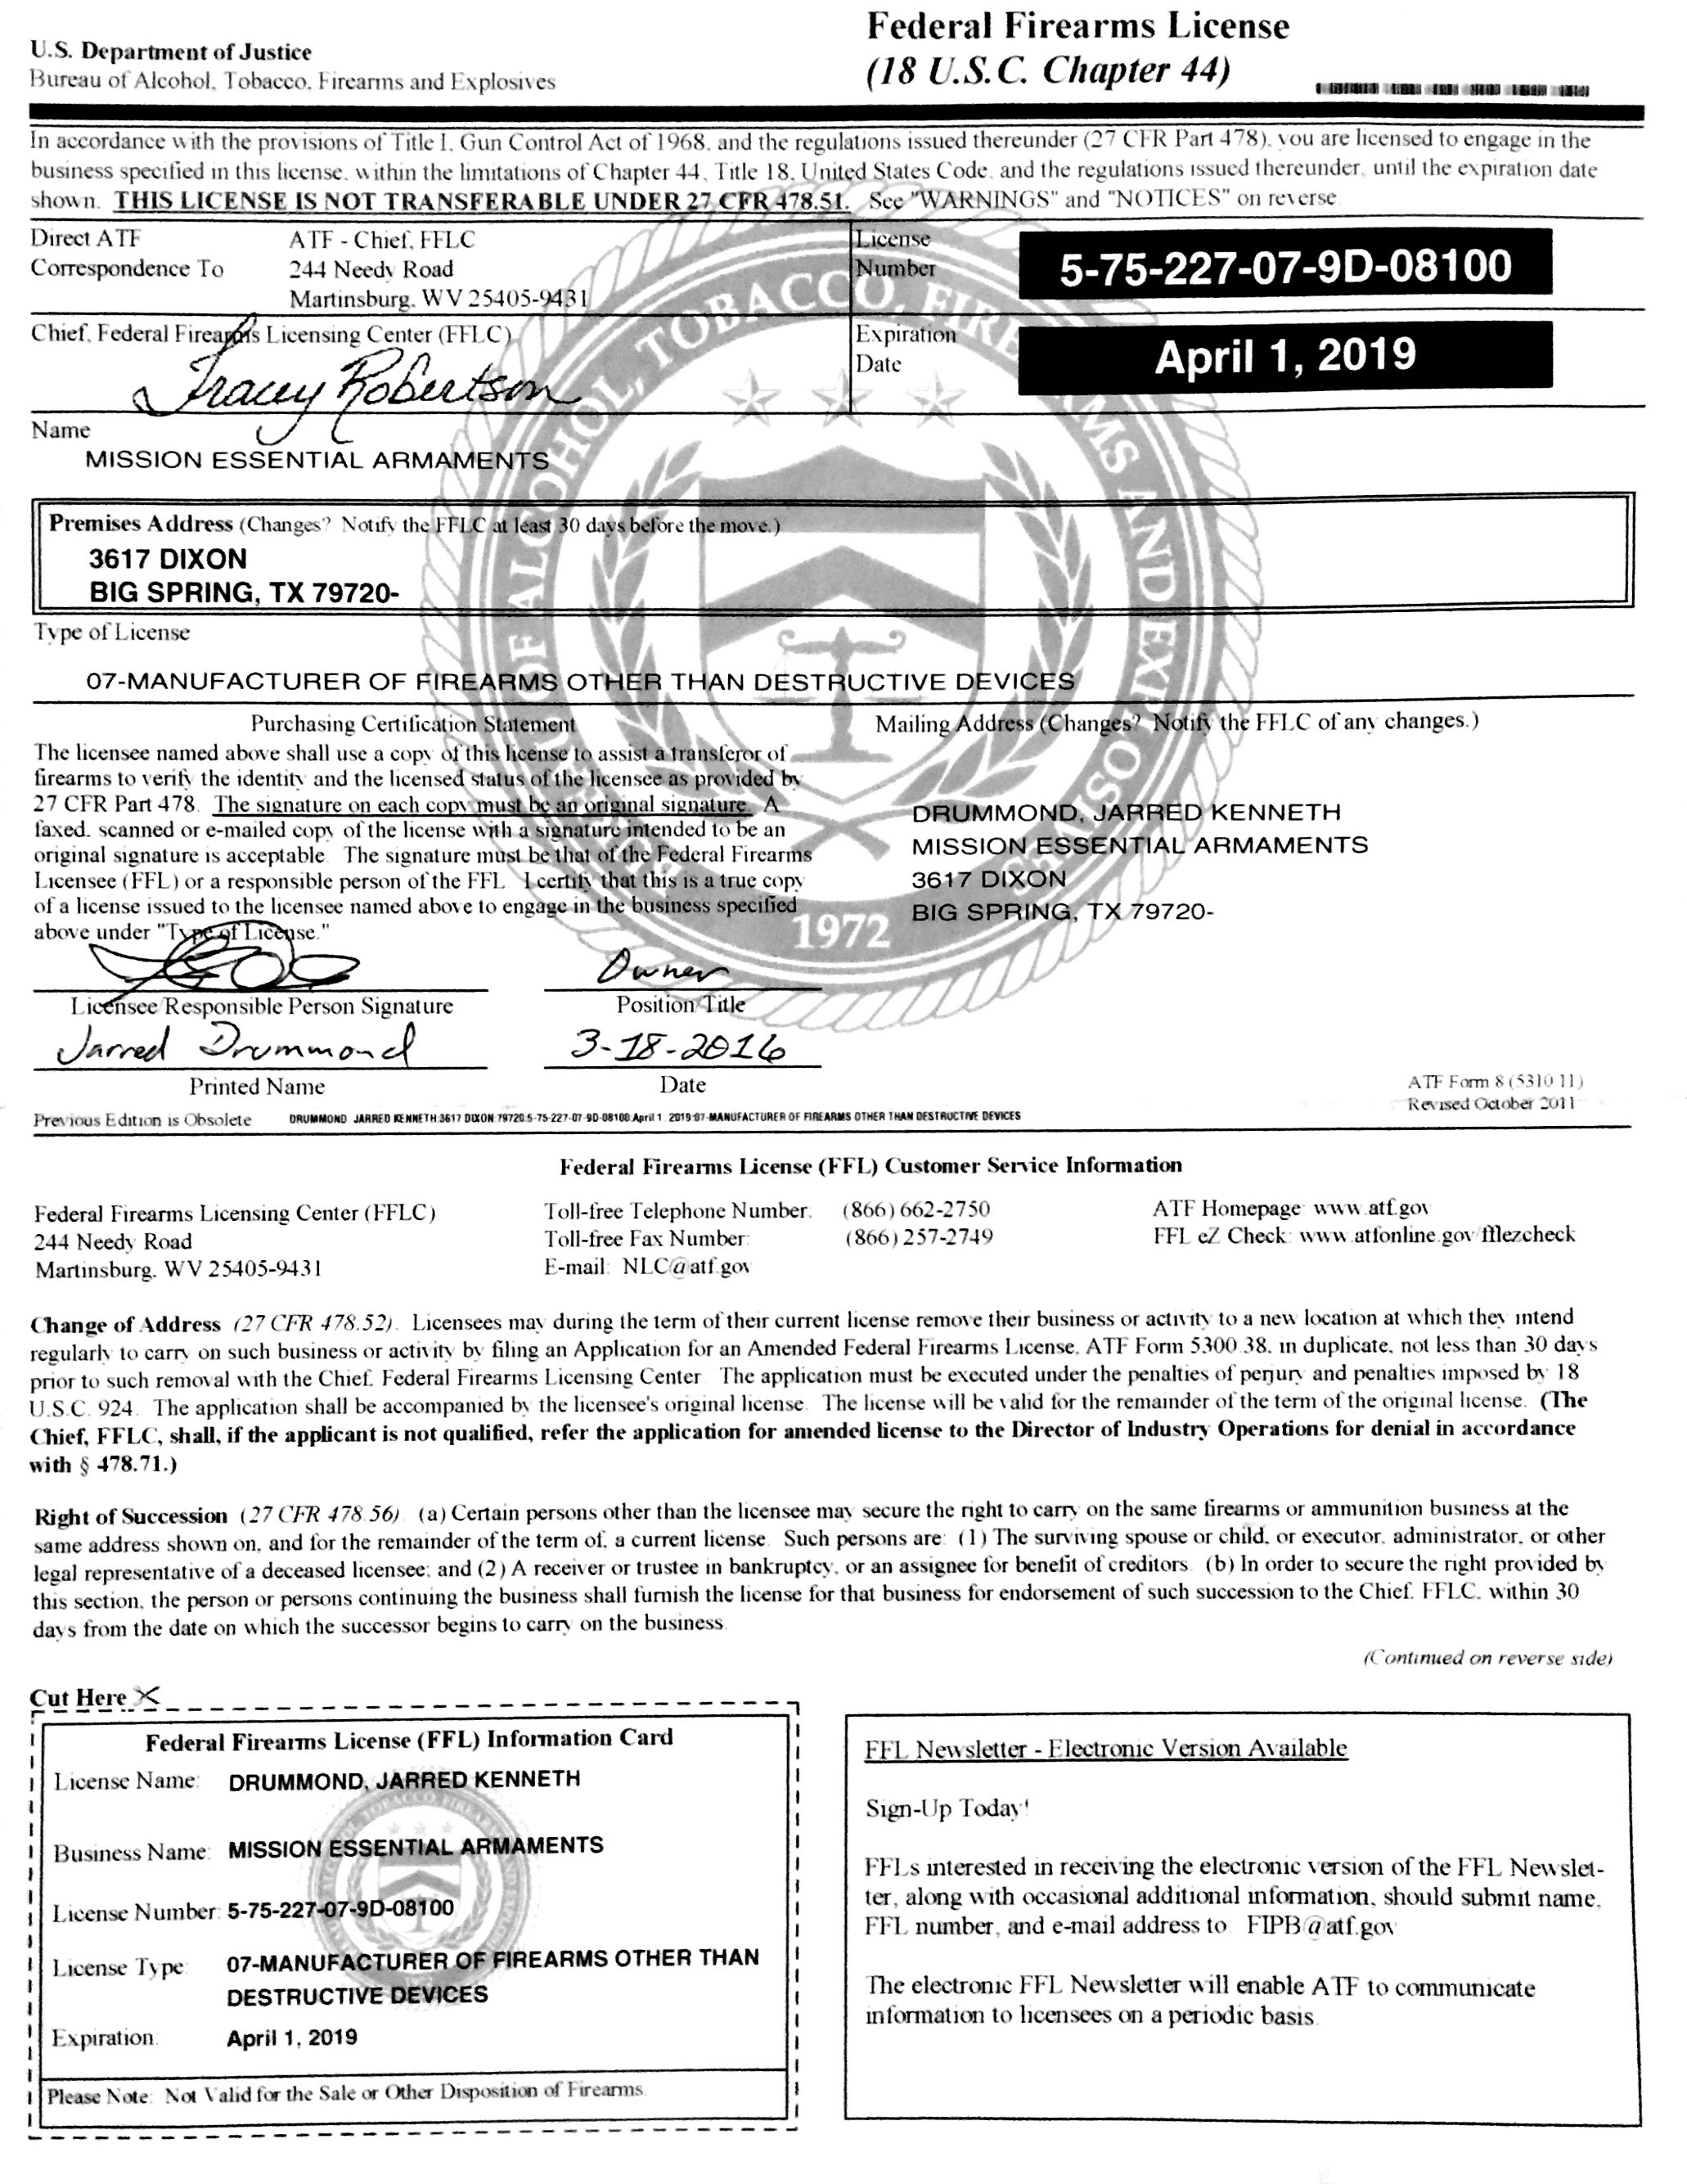 U.S. Department of Justice
Bureau of Alcohol, Tobacco, Firearms and Explosives
Federal Firearms License
(18 U.S.C. Chapter 44)
In accordance with the provisions of Title I, Gun Control Act of 1968, and the regulations issued thereunder (27 CFR Part 478), you are licensed to engage in the
business specified in this license, within the limitations of Chapter 44, Title 18, United States Code, and the regulations issued thereunder, until the expiration date
shown. THIS LICENSE IS NOT TRANSFERABLE UNDER 27 CFR 478.51. See "WARNINGS" and "NOTICES" on reverse.
Direct ATF
Correspondence To
ATF - Chief, FFLC
244 Needy Road
Martinsburg, WV 25405-9431
License
Number
5-75-227-07-9D-08100
Chief, Federal Firearms Licensing Center (FFLC)
Tracey Robertson
Expiration
Date
April 1, 2019
Name
MISSION ESSENTIAL ARMAMENTS
Premises Address (Changes? Notify the FFLC at least 30 days before the move.)
3617 DIXON
BIG SPRING, TX 79720-
Type of License
07-MANUFACTURER OF FIREARMS OTHER THAN DESTRUCTIVE DEVICES
Purchasing Certification Statement
The licensee named above shall use a copy of this license to assist a transferor of
firearms to verify the identity and the licensed status of the licensee as provided by
27 CFR Part 478. The signature on each copy must be an original signature. A
faxed, scanned or e-mailed copy of the license with a signature intended to be an
original signature is acceptable. The signature must be that of the Federal Firearms
Licensee (FFL) or a responsible person of the FFL. I certify that this is a true copy
of a license issued to the licensee named above to engage in the business specified
above under "Type of License."
Mailing Address (Changes? Notify the FFLC of any changes.)
DRUMMOND, JARRED KENNETH
MISSION ESSENTIAL ARMAMENTS
3617 DIXON
BIG SPRING, TX 79720-
1972
Owner
Licensee/Responsible Person Signature
Position/Title
Jarred Drummond
3-18-2016
Printed Name
Date
ATF Form 8 (5310.11)
Revised October 2011
Previous Edition is Obsolete
DRUMMOND, JARRED KENNETH:3617 DIXON:79720:5-75-227-07-9D-08100:April 1, 2019:07-MANUFACTURER OF FIREARMS OTHER THAN DESTRUCTIVE DEVICES
Federal Firearms License (FFL) Customer Service Information
Federal Firearms Licensing Center (FFLC)
244 Needy Road
Martinsburg, WV 25405-9431
Toll-free Telephone Number: (866) 662-2750
Toll-free Fax Number: (866) 257-2749
E-mail: NLC@atf.gov
ATF Homepage: www.atf.gov
FFL eZ Check: www.atfonline.gov/fflezcheck
Change of Address (27 CFR 478.52). Licensees may during the term of their current license remove their business or activity to a new location at which they intend
regularly to carry on such business or activity by filing an Application for an Amended Federal Firearms License, ATF Form 5300.38, in duplicate, not less than 30 days
prior to such removal with the Chief, Federal Firearms Licensing Center. The application must be executed under the penalties of perjury and penalties imposed by 18
U.S.C. 924. The application shall be accompanied by the licensee's original license. The license will be valid for the remainder of the term of the original license. (The
Chief, FFLC, shall, if the applicant is not qualified, refer the application for amended license to the Director of Industry Operations for denial in accordance
with § 478.71.)
Right of Succession (27 CFR 478.56). (a) Certain persons other than the licensee may secure the right to carry on the same firearms or ammunition business at the
same address shown on, and for the remainder of the term of, a current license. Such persons are: (1) The surviving spouse or child, or executor, administrator, or other
legal representative of a deceased licensee; and (2) A receiver or trustee in bankruptcy, or an assignee for benefit of creditors. (b) In order to secure the right provided by
this section, the person or persons continuing the business shall furnish the license for that business for endorsement of such succession to the Chief, FFLC, within 30
days from the date on which the successor begins to carry on the business.
(Continued on reverse side)
Cut Here
Federal Firearms License (FFL) Information Card
License Name: DRUMMOND, JARRED KENNETH
Business Name: MISSION ESSENTIAL ARMAMENTS
License Number: 5-75-227-07-9D-08100
License Type: 07-MANUFACTURER OF FIREARMS OTHER THAN
DESTRUCTIVE DEVICES
Expiration: April 1, 2019
Please Note: Not Valid for the Sale or Other Disposition of Firearms.
FFL Newsletter - Electronic Version Available
Sign-Up Today!
FFLs interested in receiving the electronic version of the FFL Newslet-
ter, along with occasional additional information, should submit name,
FFL number, and e-mail address to: FIPB@atf.gov
The electronic FFL Newsletter will enable ATF to communicate
information to licensees on a periodic basis.